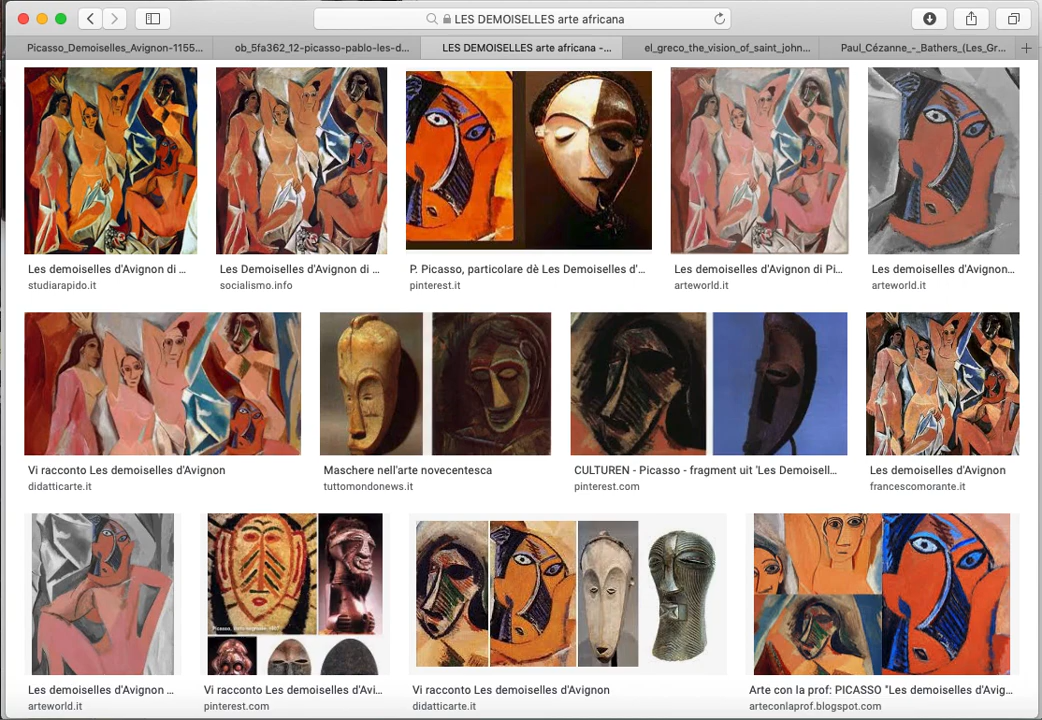 LES DEMOISELLES arte africana
Picasso_Demoiselles_Avignon-1155...
ob_5fa362_12-picasso-pablo-les-d...
LES DEMOISELLES arte africana -...
el_greco_the_vision_of_saint_john...
Paul_Cézanne_-_Bathers_(Les_Gr...
Les demoiselles d'Avignon di ...
studiarapido.it
Les Demoiselles d'Avignon di ...
socialismo.info
P. Picasso, particolare dè Les Demoiselles d'...
pinterest.it
Les demoiselles d'Avignon di Pi...
arteworld.it
Les demoiselles d'Avignon...
arteworld.it
Vi racconto Les demoiselles d'Avignon
didatticarte.it
Maschere nell'arte novecentesca
tuttomondonews.it
CULTUREN - Picasso - fragment uit 'Les Demoisell...
pinterest.com
Les demoiselles d'Avignon
francescomorante.it
Les demoiselles d'Avignon ...
arteworld.it
Vi racconto Les demoiselles d'Avi...
pinterest.com
Vi racconto Les demoiselles d'Avignon
didatticarte.it
Arte con la prof: PICASSO "Les demoiselles d'Avig...
arteconlaprof.blogspot.com